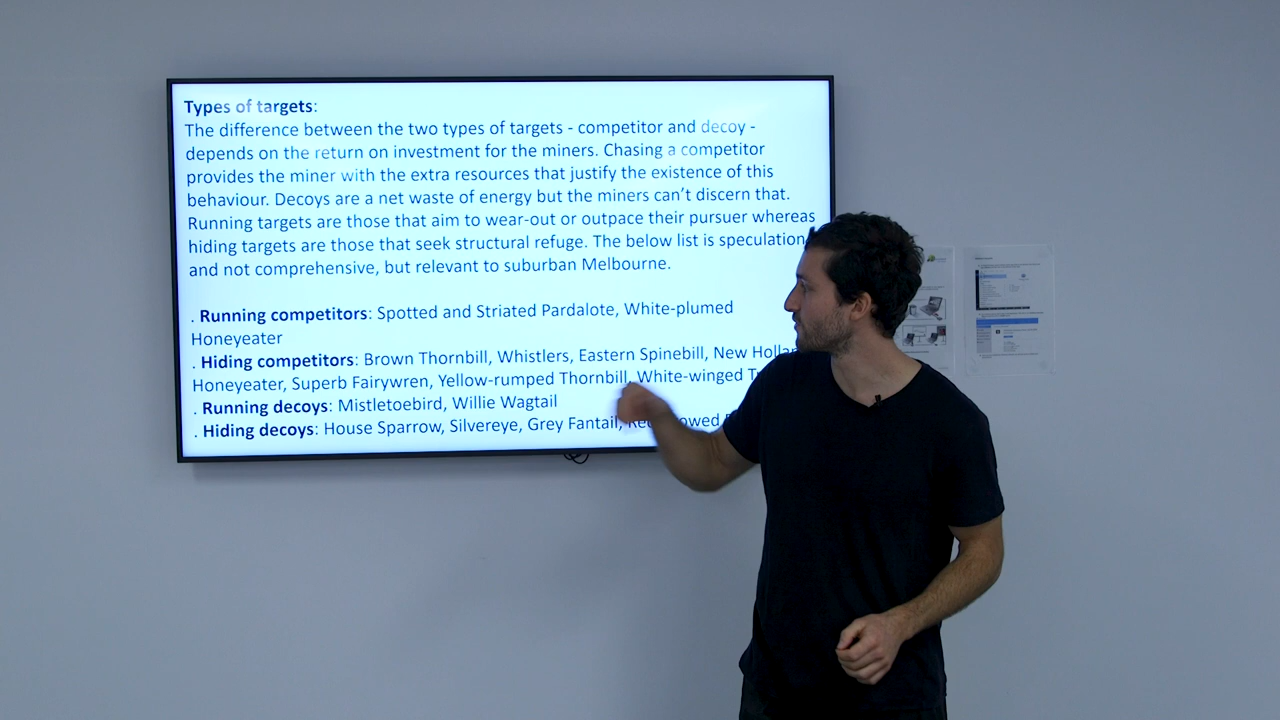 Types of targets:
The difference between the two types of targets - competitor and decoy -
depends on the return on investment for the miners. Chasing a competitor
provides the miner with the extra resources that justify the existence of this
behaviour. Decoys are a net waste of energy but the miners can't discern that.
Running targets are those that aim to wear-out or outpace their pursuer whereas
hiding targets are those that seek structural refuge. The below list is speculation
and not comprehensive, but relevant to suburban Melbourne.
. Running competitors: Spotted and Striated Pardalote, White-plumed
Honeyeater
. Hiding competitors: Brown Thornbill, Whistlers, Eastern Spinebill, New
Honeyeater, Superb Fairywren, Yellow-rumped Thornbill, White-winged
. Running decoys: Mistletoebird, Willie Wagtail
. Hiding decoys: House Sparrow, Silvereye, Grey Fantail,